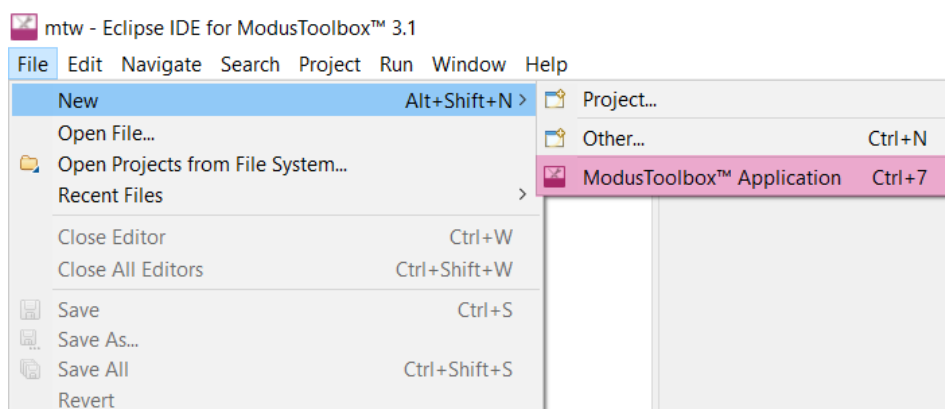 mtw - Eclipse IDE for ModusToolbox™ 3.1
File Edit Navigate Search Project Run Window Help
New Alt+Shift+N >
Open File...
Open Projects from File System...
Recent Files >
Close Editor Ctrl+W
Close All Editors Ctrl+Shift+W
Save Ctrl+S
Save As...
Save All Ctrl+Shift+S
Revert
Project...
Other... Ctrl+N
ModusToolbox™ Application Ctrl+7